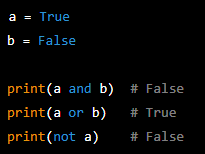 a = True
b = False
print(a and b)  # False
print(a or b)   # True
print(not a)    # False